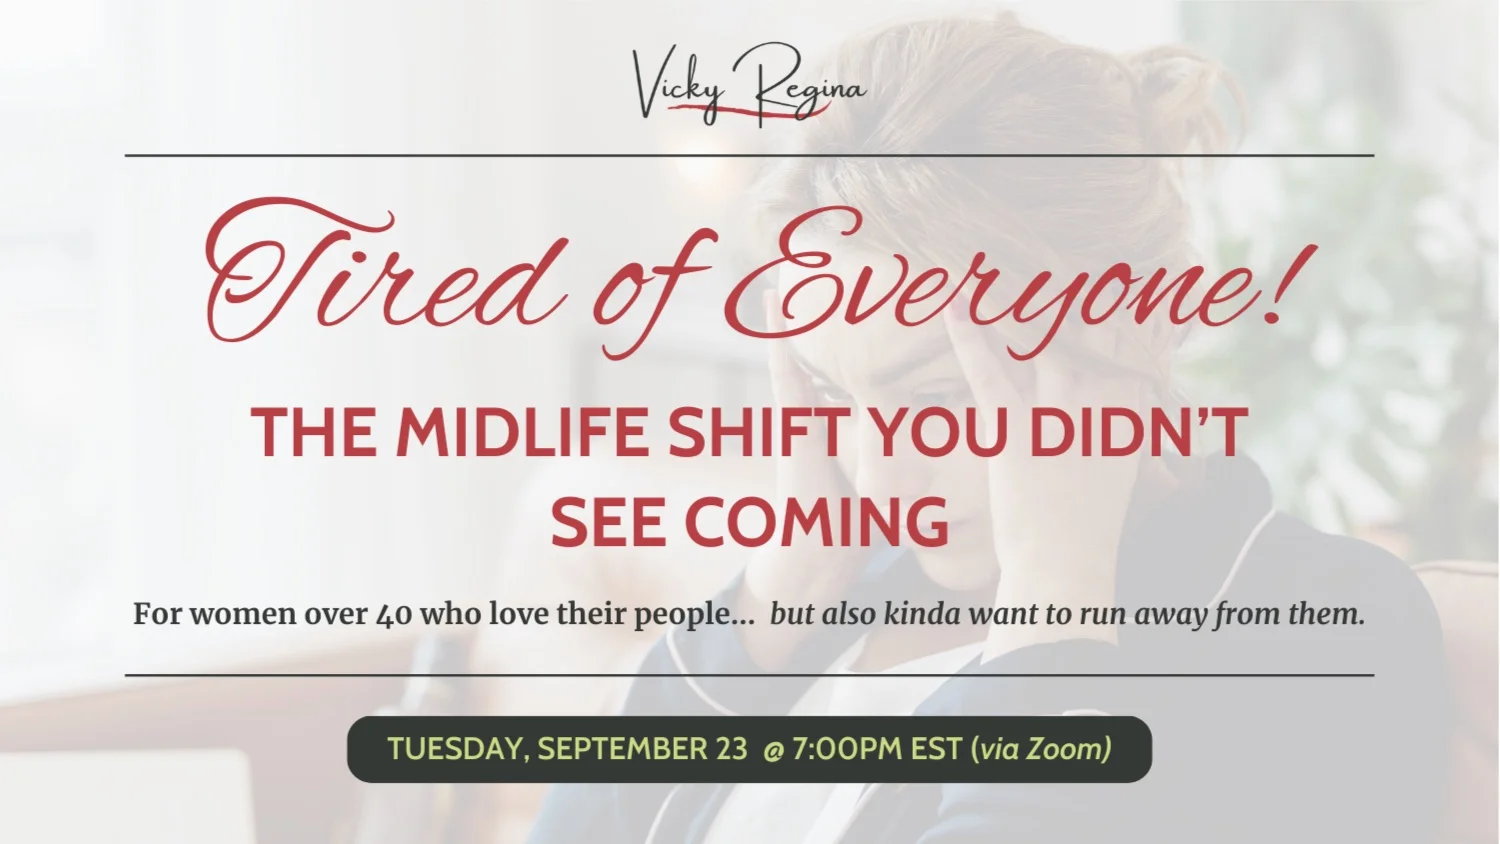 Vicky Regina
Tired of Everyone!
THE MIDLIFE SHIFT YOU DIDN'T
SEE COMING
For women over 40 who love their people... but also kinda want to run away from them.
TUESDAY, SEPTEMBER 23 @ 7:00PM EST (via Zoom)